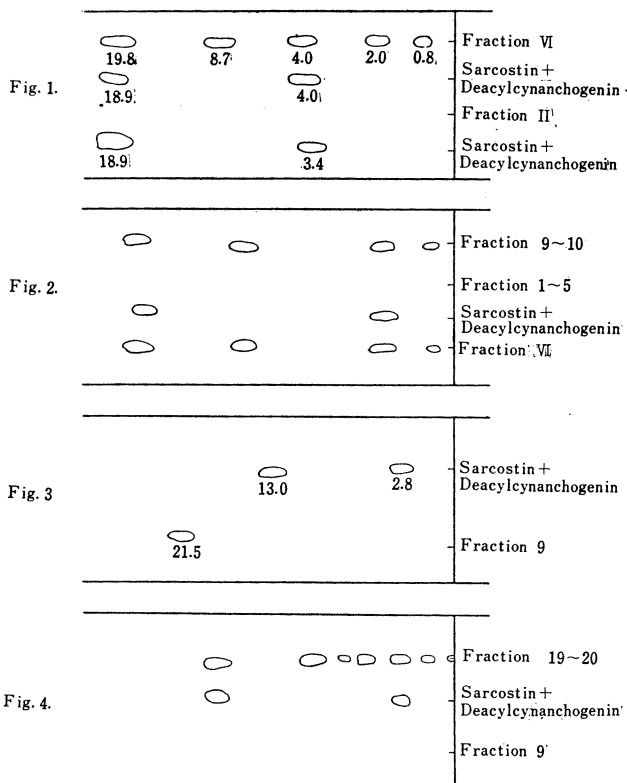 Fig. 1.
19.8 8.7 4.0 2.0 0.8 Fraction VI
18.9 4.0 Sarcostin+
Deacylcynanchogenin
Fraction II
18.9 3.4 Sarcostin+
Deacylcynanchogenin
Fig. 2.
Fraction 9~10
Fraction 1~5
Sarcostin+
Deacylcynanchogenin
Fraction VI
Fig. 3
13.0 2.8 Sarcostin+
Deacylcynanchogenin
21.5 Fraction 9
Fig. 4.
Fraction 19~20
Sarcostin+
Deacylcynanchogenin
Fraction 9